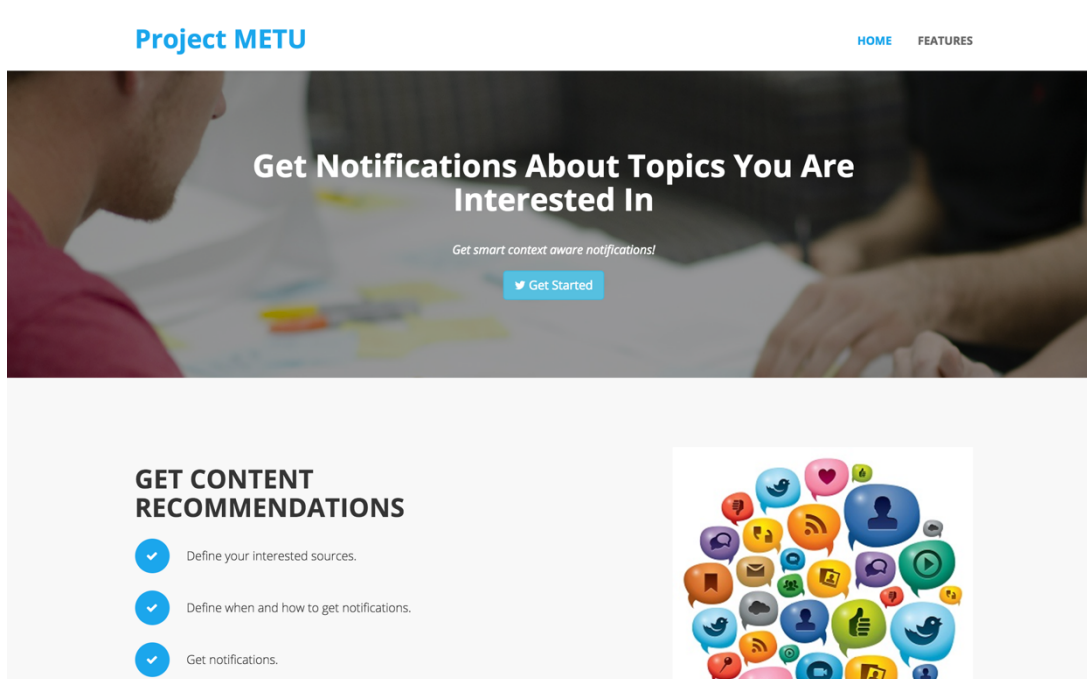 Project METU
HOME FEATURES
Get Notifications About Topics You Are
Interested In
Get smart context aware notifications!
Get Started
GET CONTENT
RECOMMENDATIONS
Define your interested sources.
Define when and how to get notifications.
Get notifications.